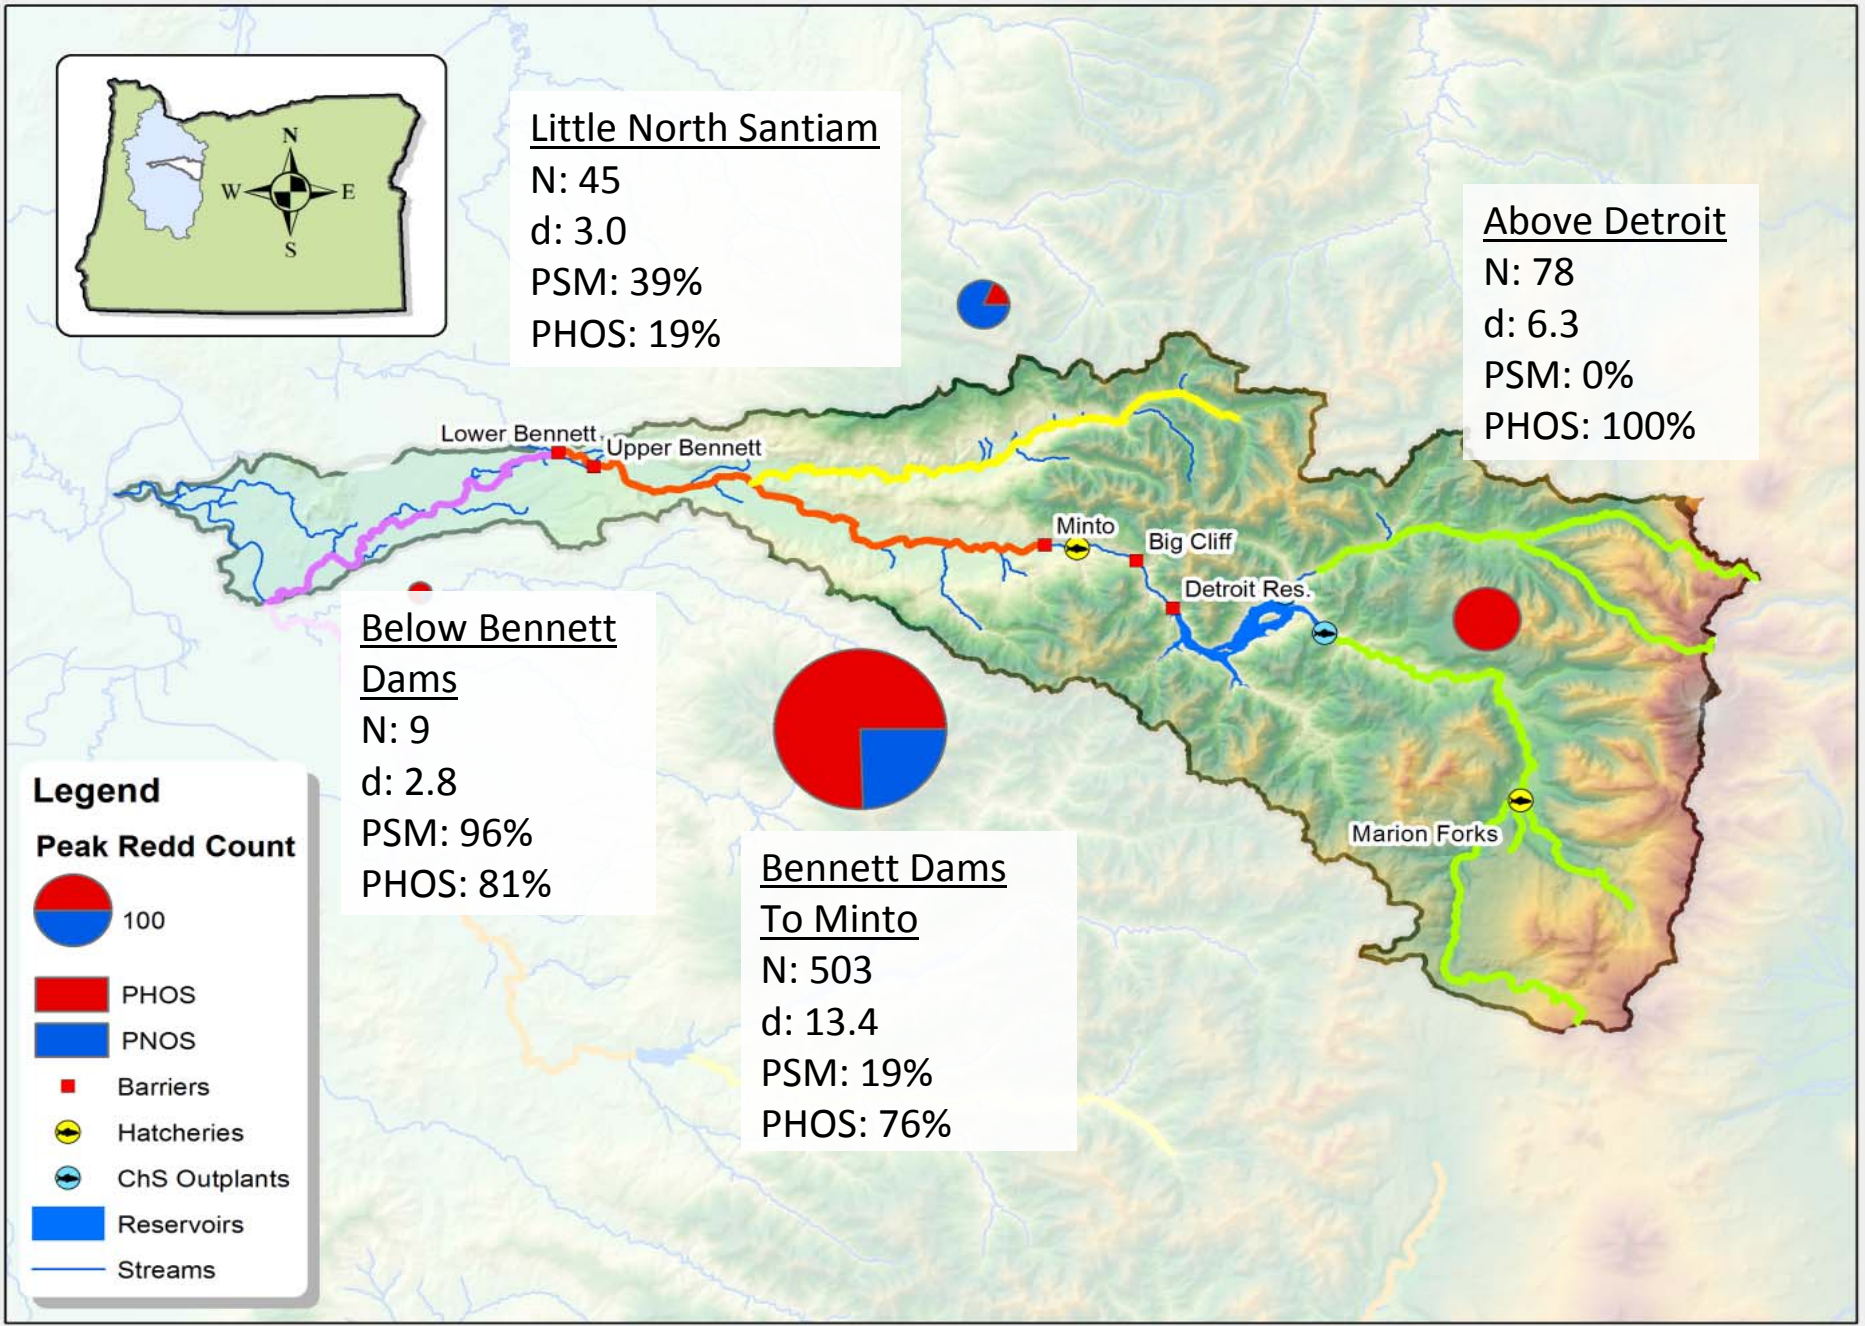 N
W
E
S
Little North Santiam
N: 45
d: 3.0
PSM: 39%
PHOS: 19%
Above Detroit
N: 78
d: 6.3
PSM: 0%
PHOS: 100%
Lower Bennett
Upper Bennett
Minto
Big Cliff
Detroit Res.
Marion Forks
Below Bennett
Dams
N: 9
d: 2.8
PSM: 96%
PHOS: 81%
Bennett Dams
To Minto
N: 503
d: 13.4
PSM: 19%
PHOS: 76%
Legend
Peak Redd Count
100
PHOS
PNOS
Barriers
Hatcheries
ChS Outplants
Reservoirs
Streams